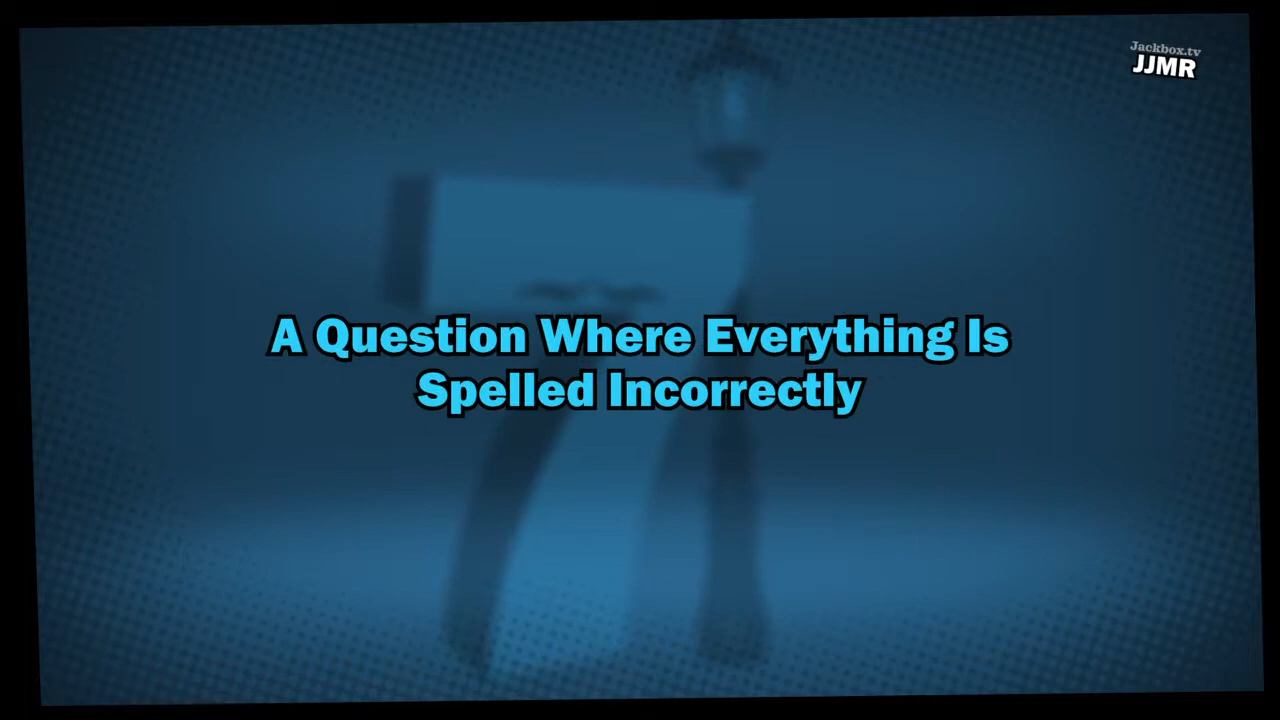 Jackbox.tv
JJMR
A Question Where Everything Is
Spelled Incorrectly